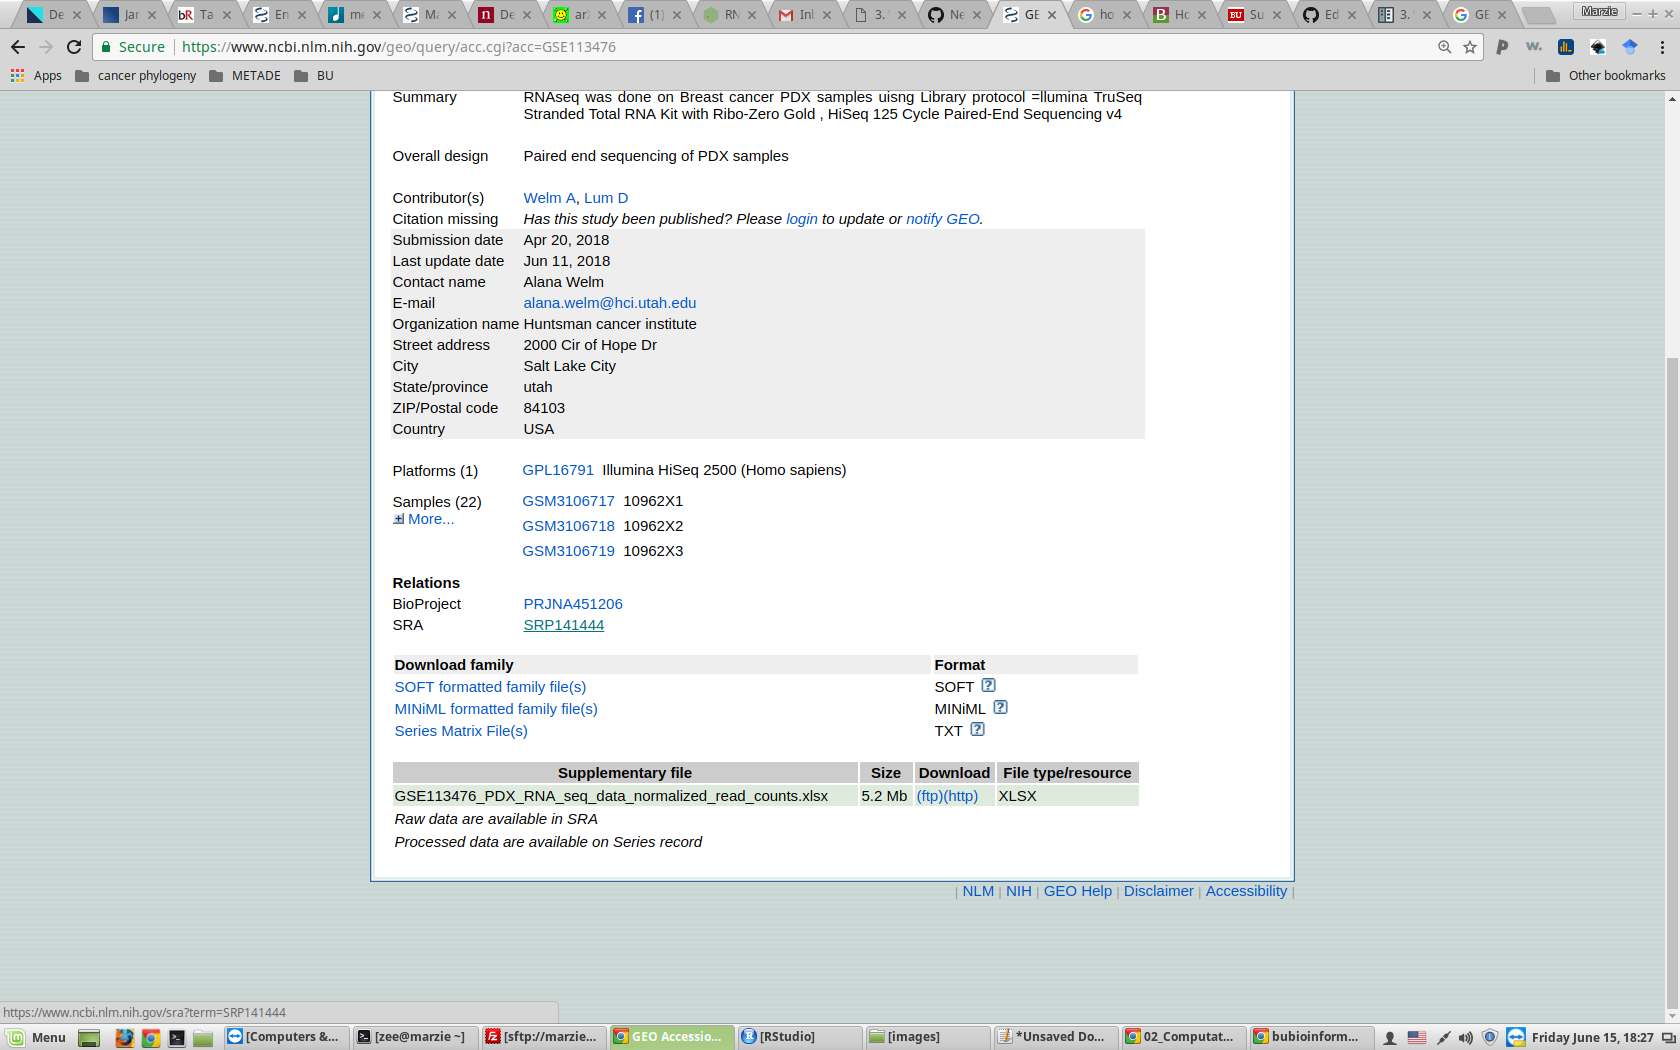 De
Jar
Ta
En
me
Ma
De
ar
(1)
RN
Inl
3.
Ne
GE
ho
Ho
Su
Ed
3.
GE
Marzie
Secure
https://www.ncbi.nlm.nih.gov/geo/query/acc.cgi?acc=GSE113476
Apps cancer phylogeny METADE BU Other bookmarks
Summary RNAseq was done on Breast cancer PDX samples uisng Library protocol =Illumina TruSeq
Stranded Total RNA Kit with Ribo-Zero Gold , HiSeq 125 Cycle Paired-End Sequencing v4
Overall design Paired end sequencing of PDX samples
Contributor(s) Welm A, Lum D
Citation missing Has this study been published? Please login to update or notify GEO.
Submission date Apr 20, 2018
Last update date Jun 11, 2018
Contact name Alana Welm
E-mail alana.welm@hci.utah.edu
Organization name Huntsman cancer institute
Street address 2000 Cir of Hope Dr
City Salt Lake City
State/province utah
ZIP/Postal code 84103
Country USA
Platforms (1) GPL16791 Illumina HiSeq 2500 (Homo sapiens)
Samples (22) GSM3106717 10962X1
More...
GSM3106718 10962X2
GSM3106719 10962X3
Relations
BioProject PRJNA451206
SRA SRP141444
Download family Format
SOFT formatted family file(s) SOFT ?
MINiML formatted family file(s) MINiML ?
Series Matrix File(s) TXT ?
Supplementary file Size Download File type/resource
GSE113476_PDX_RNA_seq_data_normalized_read_counts.xlsx 5.2 Mb (ftp)(http) XLSX
Raw data are available in SRA
Processed data are available on Series record
| NLM | NIH | GEO Help | Disclaimer | Accessibility |
https://www.ncbi.nlm.nih.gov/sra?term=SRP141444
Menu [Computers &... [zee@marzie ~] [sftp://marzie... GEO Accessio... [RStudio] [images] *Unsaved Do... 02_Computat... bubioinform... Friday June 15, 18:27